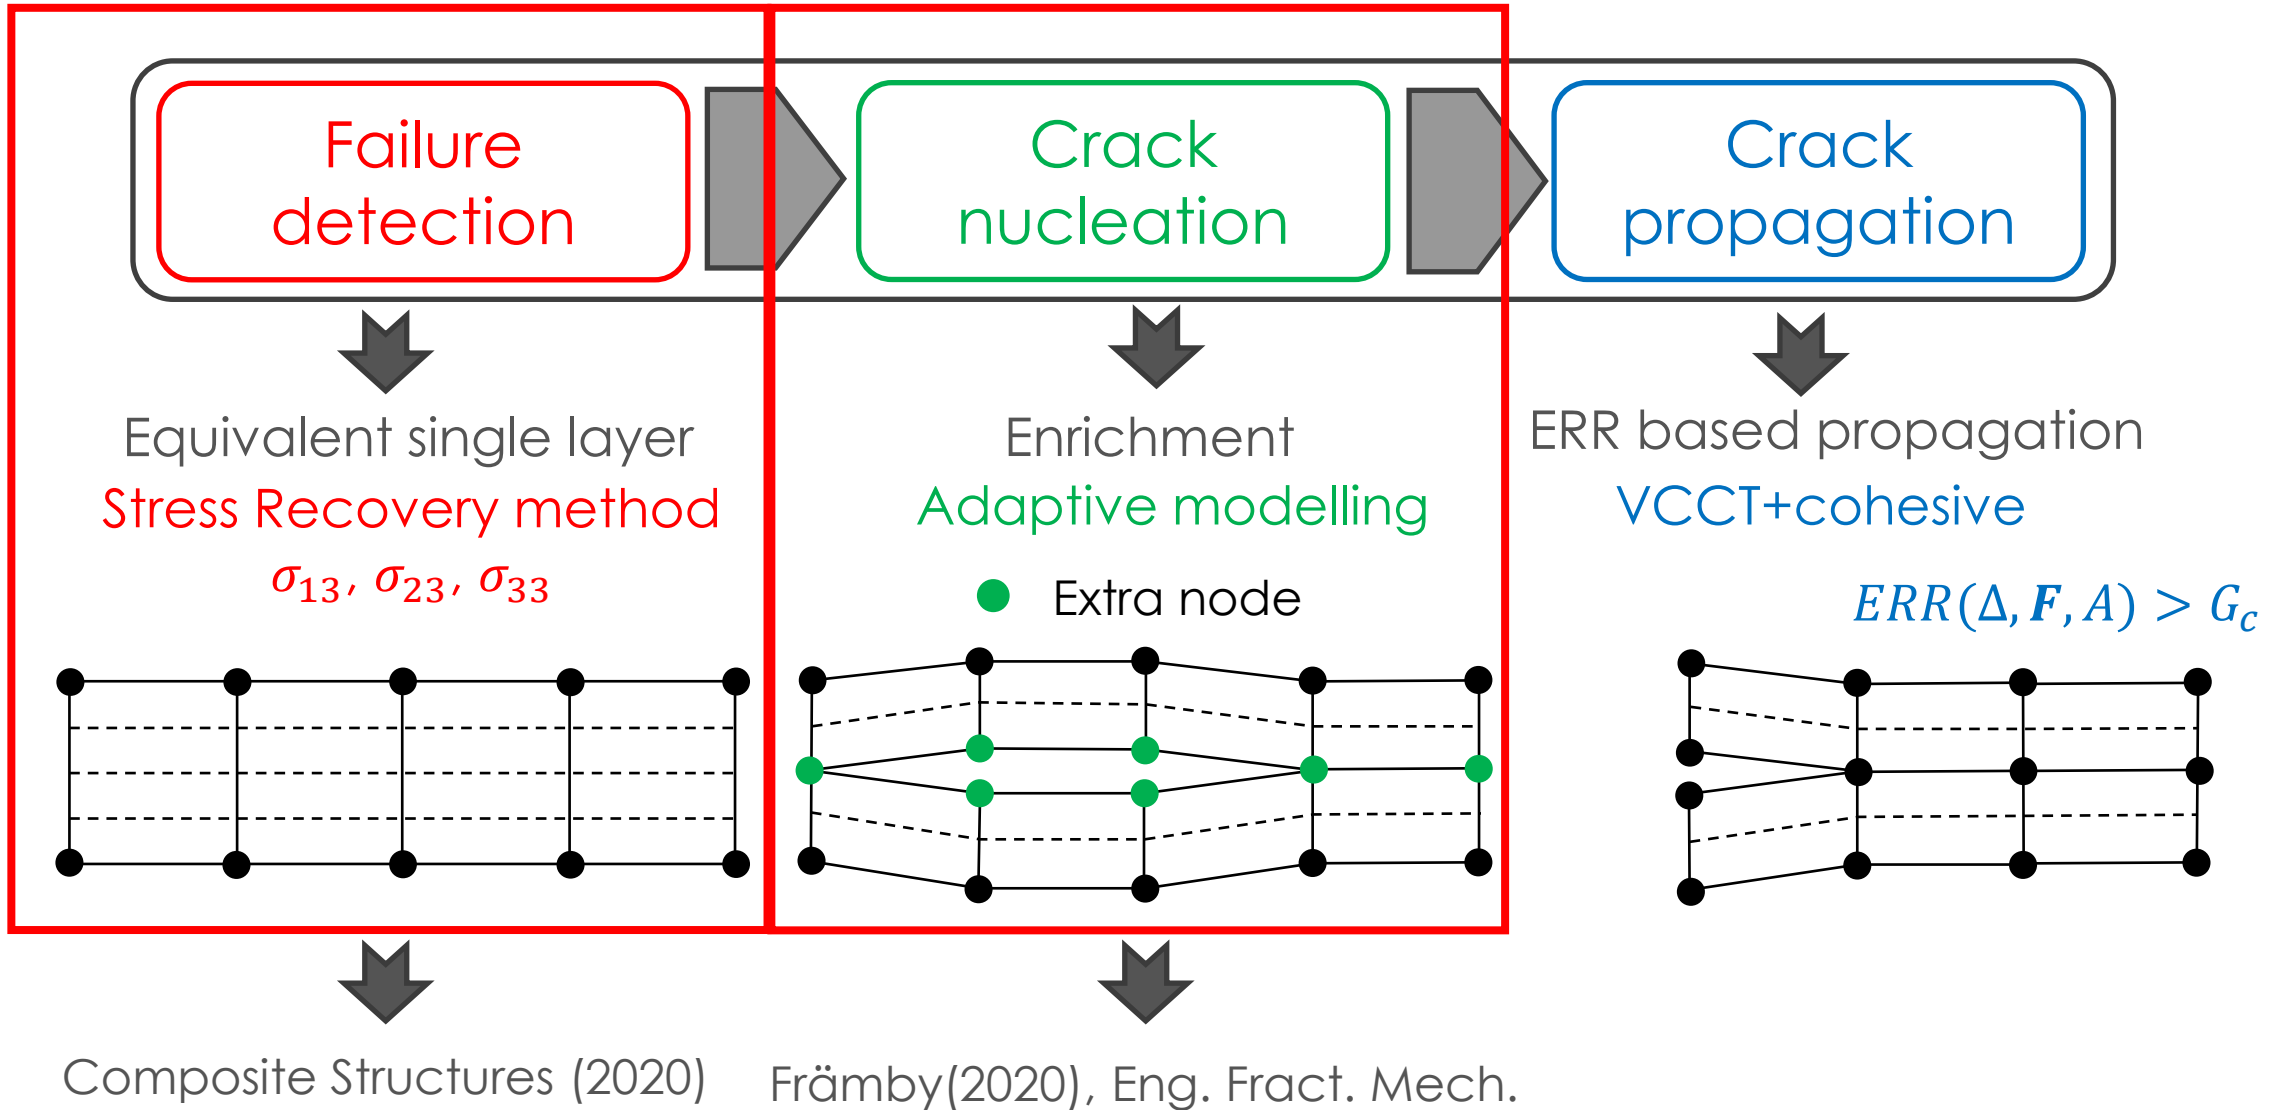 Failure
detection
Crack
nucleation
Crack
propagation
Equivalent single layer
Stress Recovery method
σ₁₃, σ₂₃, σ₃₃
Enrichment
Adaptive modelling
Extra node
ERR based propagation
VCCT+cohesive
ERR(Δ, F, A) > G_c
Composite Structures (2020)
Främby(2020), Eng. Fract. Mech.